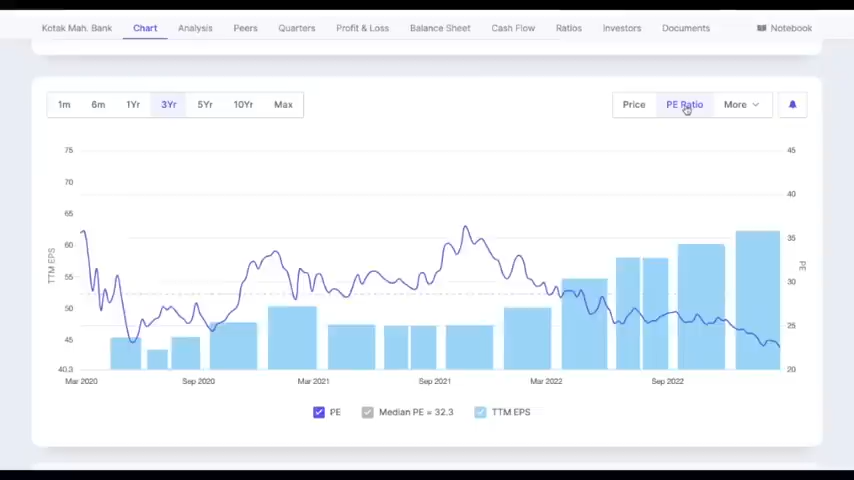 Kotak Mah. Bank Chart Analysis Peers Quarters Profit & Loss Balance Sheet Cash Flow Ratios Investors Documents Notebook
1m 6m 1Yr 3Yr 5Yr 10Yr Max Price PE Ratio More
75 45
70 40
65
60 35
55 30
50
45 25
40.3 20
TTM EPS
PE
Mar 2020 Sep 2020 Mar 2021 Sep 2021 Mar 2022 Sep 2022
PE Median PE = 32.3 TTM EPS